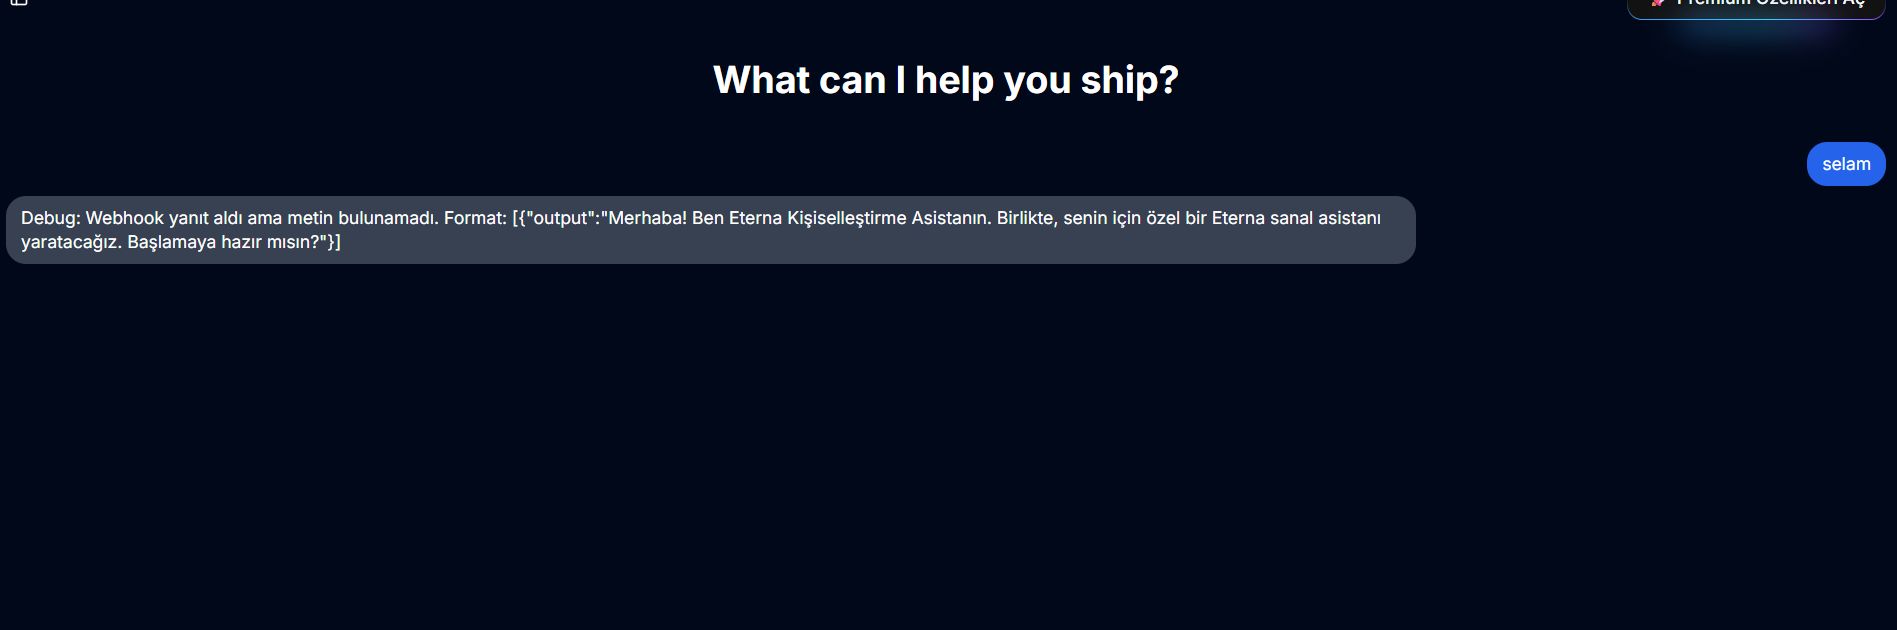 Premium Özellikleri Aç
What can I help you ship?
selam
Debug: Webhook yanıt aldı ama metin bulunamadı. Format: [{"output":"Merhaba! Ben Eterna Kişiselleştirme Asistanın. Birlikte, senin için özel bir Eterna sanal asistanı
yaratacağız. Başlamaya hazır mısın?"}]